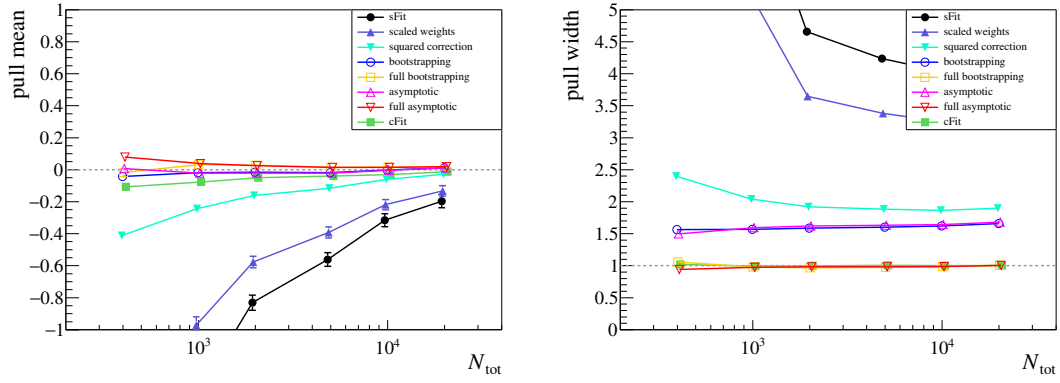 pull mean
1
0.8
0.6
0.4
0.2
0
−0.2
−0.4
−0.6
−0.8
−1
10³
10⁴
N_tot
sFit
scaled weights
squared correction
bootstrapping
full bootstrapping
asymptotic
full asymptotic
cFit
pull width
5
4.5
4
3.5
3
2.5
2
1.5
1
0.5
0
10³
10⁴
N_tot
sFit
scaled weights
squared correction
bootstrapping
full bootstrapping
asymptotic
full asymptotic
cFit